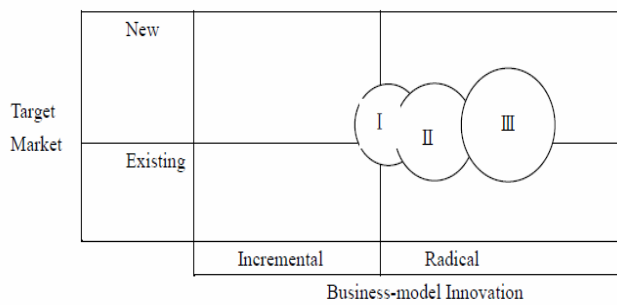 New
Target
Market
Existing
Ⅰ
Ⅱ
Ⅲ
Incremental
Radical
Business-model Innovation